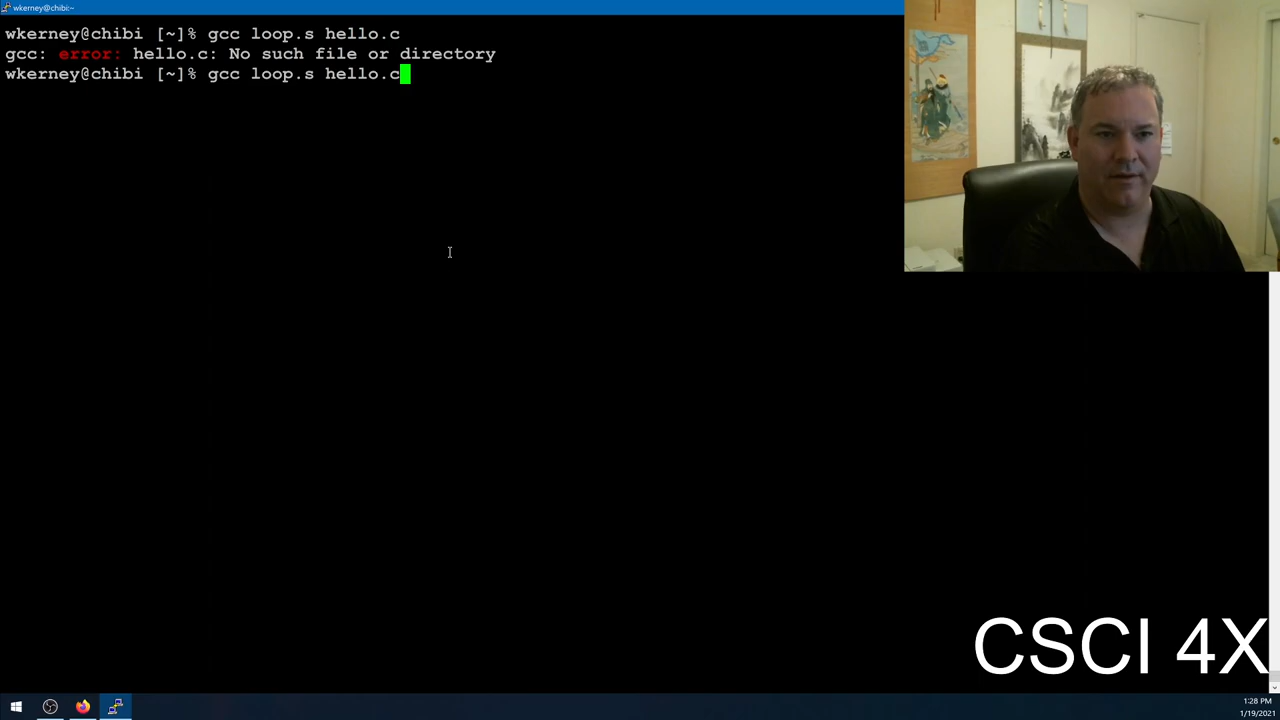 wkerney@chibi:~
wkerney@chibi [~]% gcc loop.s hello.c
gcc: error: hello.c: No such file or directory
wkerney@chibi [~]% gcc loop.s hello.c
CSCI 4X
1:28 PM
1/19/2021